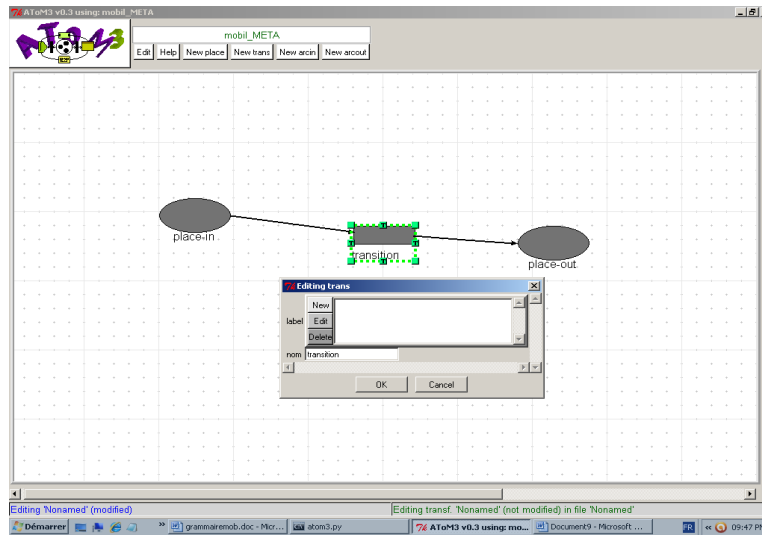 AToM3 v0.3 using: mobil_META
AToM3
mobil_META
Edit Help New place New trans New arcin New arcout
place-in
transition
place-out
Editing trans
New
label Edit
Delete
nom transition
OK Cancel
Editing 'Nonamed' (modified) Editing transf. 'Nonamed' (not modified) in file 'Nonamed'
Démarrer » grammairemob.doc - Micr... atom3.py AToM3 v0.3 using: mo... Document9 - Microsoft ... FR « 09:47 PM